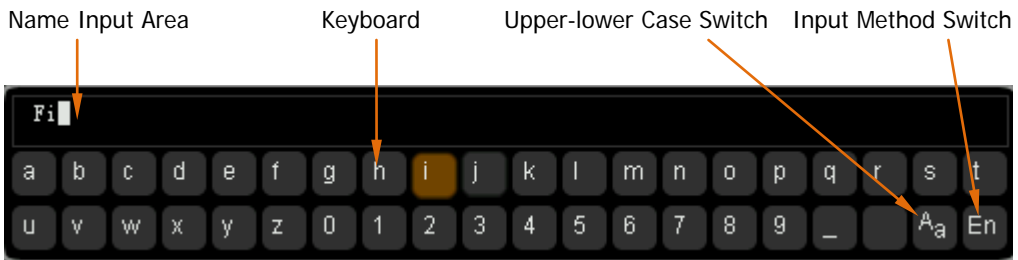 Name Input Area Keyboard Upper-lower Case Switch Input Method Switch
Fi
a b c d e f g h i j k l m n o p q r s t
u v w x y z 0 1 2 3 4 5 6 7 8 9 _ Aa En